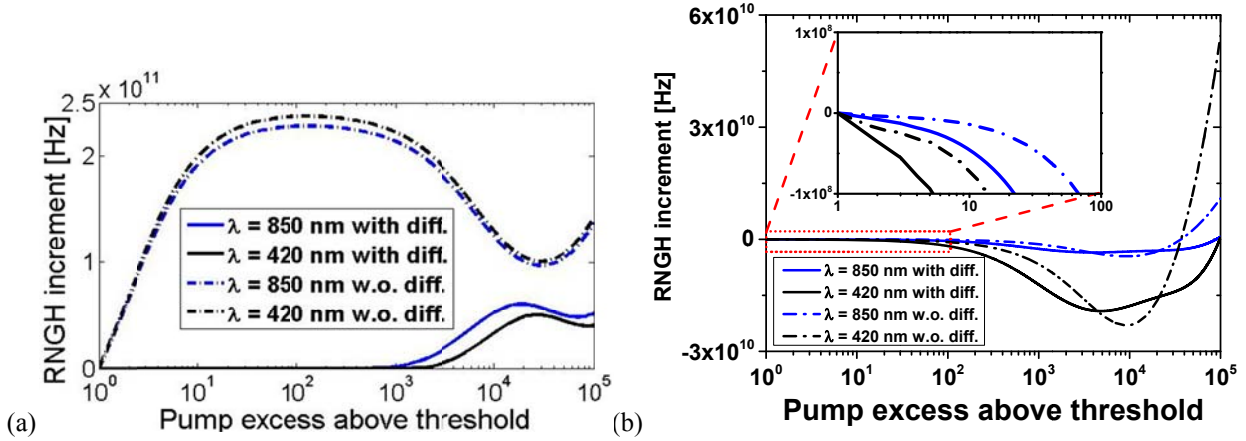 (a)
RNGH increment [Hz]
× 10^11
2.5
2
1
0
λ = 850 nm with diff.
λ = 420 nm with diff.
λ = 850 nm w.o. diff.
λ = 420 nm w.o. diff.
10^0 10^1 10^2 10^3 10^4 10^5
Pump excess above threshold
(b)
RNGH increment [Hz]
6x10^10
3x10^10
0
-3x10^10
1x10^8
0
-1x10^8
1 10 100
λ = 850 nm with diff.
λ = 420 nm with diff.
λ = 850 nm w.o. diff.
λ = 420 nm w.o. diff.
10^0 10^1 10^2 10^3 10^4 10^5
Pump excess above threshold